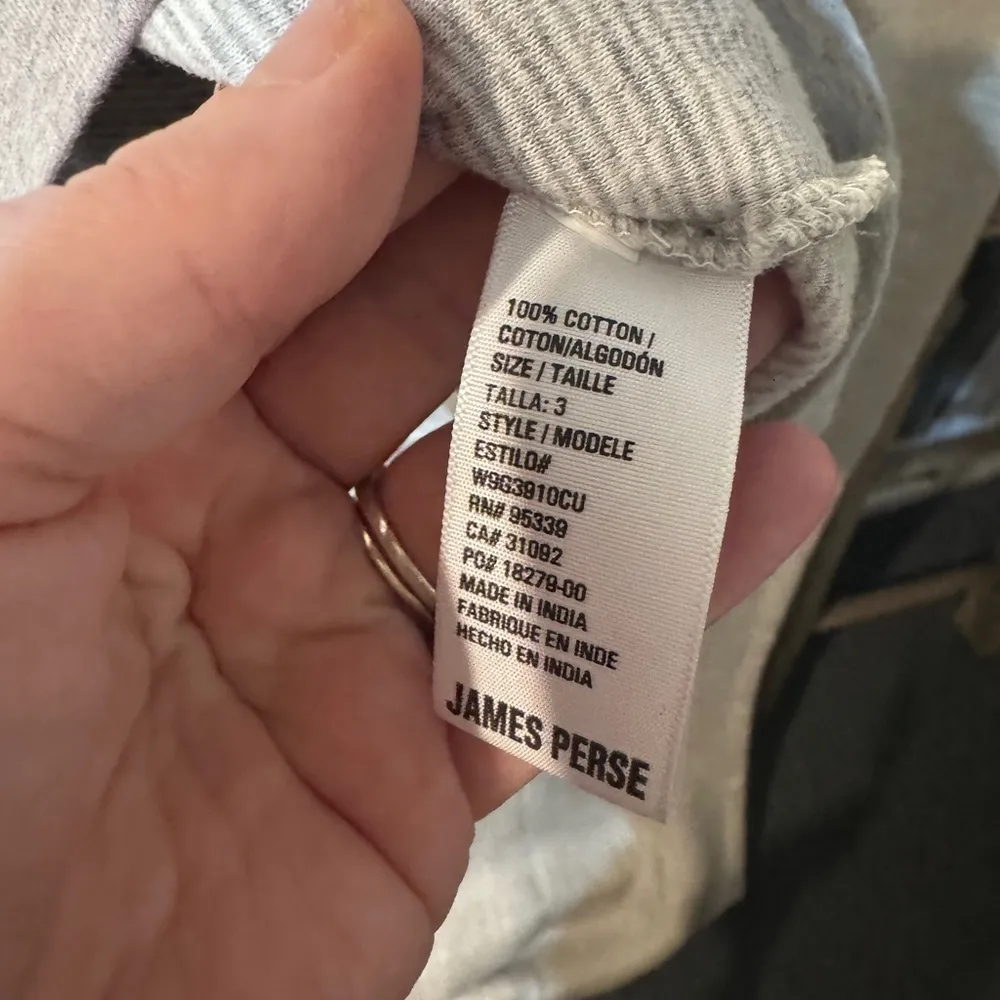 100% COTTON /
COTON/ALGODÓN
SIZE / TAILLE
TALLA: 3
STYLE / MODELE
ESTILO#
W9G3910CU
RN# 95339
CA# 31092
PO# 18279-00
MADE IN INDIA
FABRIQUE EN INDE
HECHO EN INDIA
JAMES PERSE